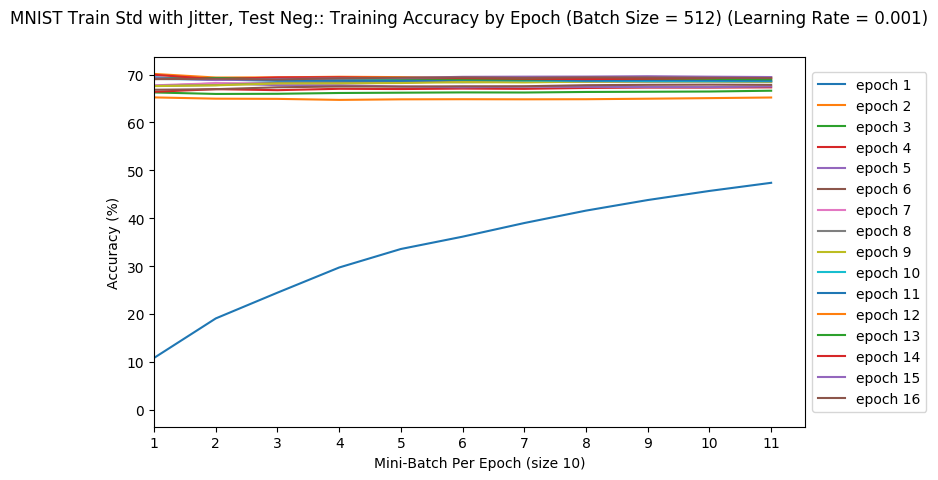 MNIST Train Std with Jitter, Test Neg:: Training Accuracy by Epoch (Batch Size = 512) (Learning Rate = 0.001)
Accuracy (%)
70
60
50
40
30
20
10
0
1 2 3 4 5 6 7 8 9 10 11
Mini-Batch Per Epoch (size 10)
epoch 1
epoch 2
epoch 3
epoch 4
epoch 5
epoch 6
epoch 7
epoch 8
epoch 9
epoch 10
epoch 11
epoch 12
epoch 13
epoch 14
epoch 15
epoch 16